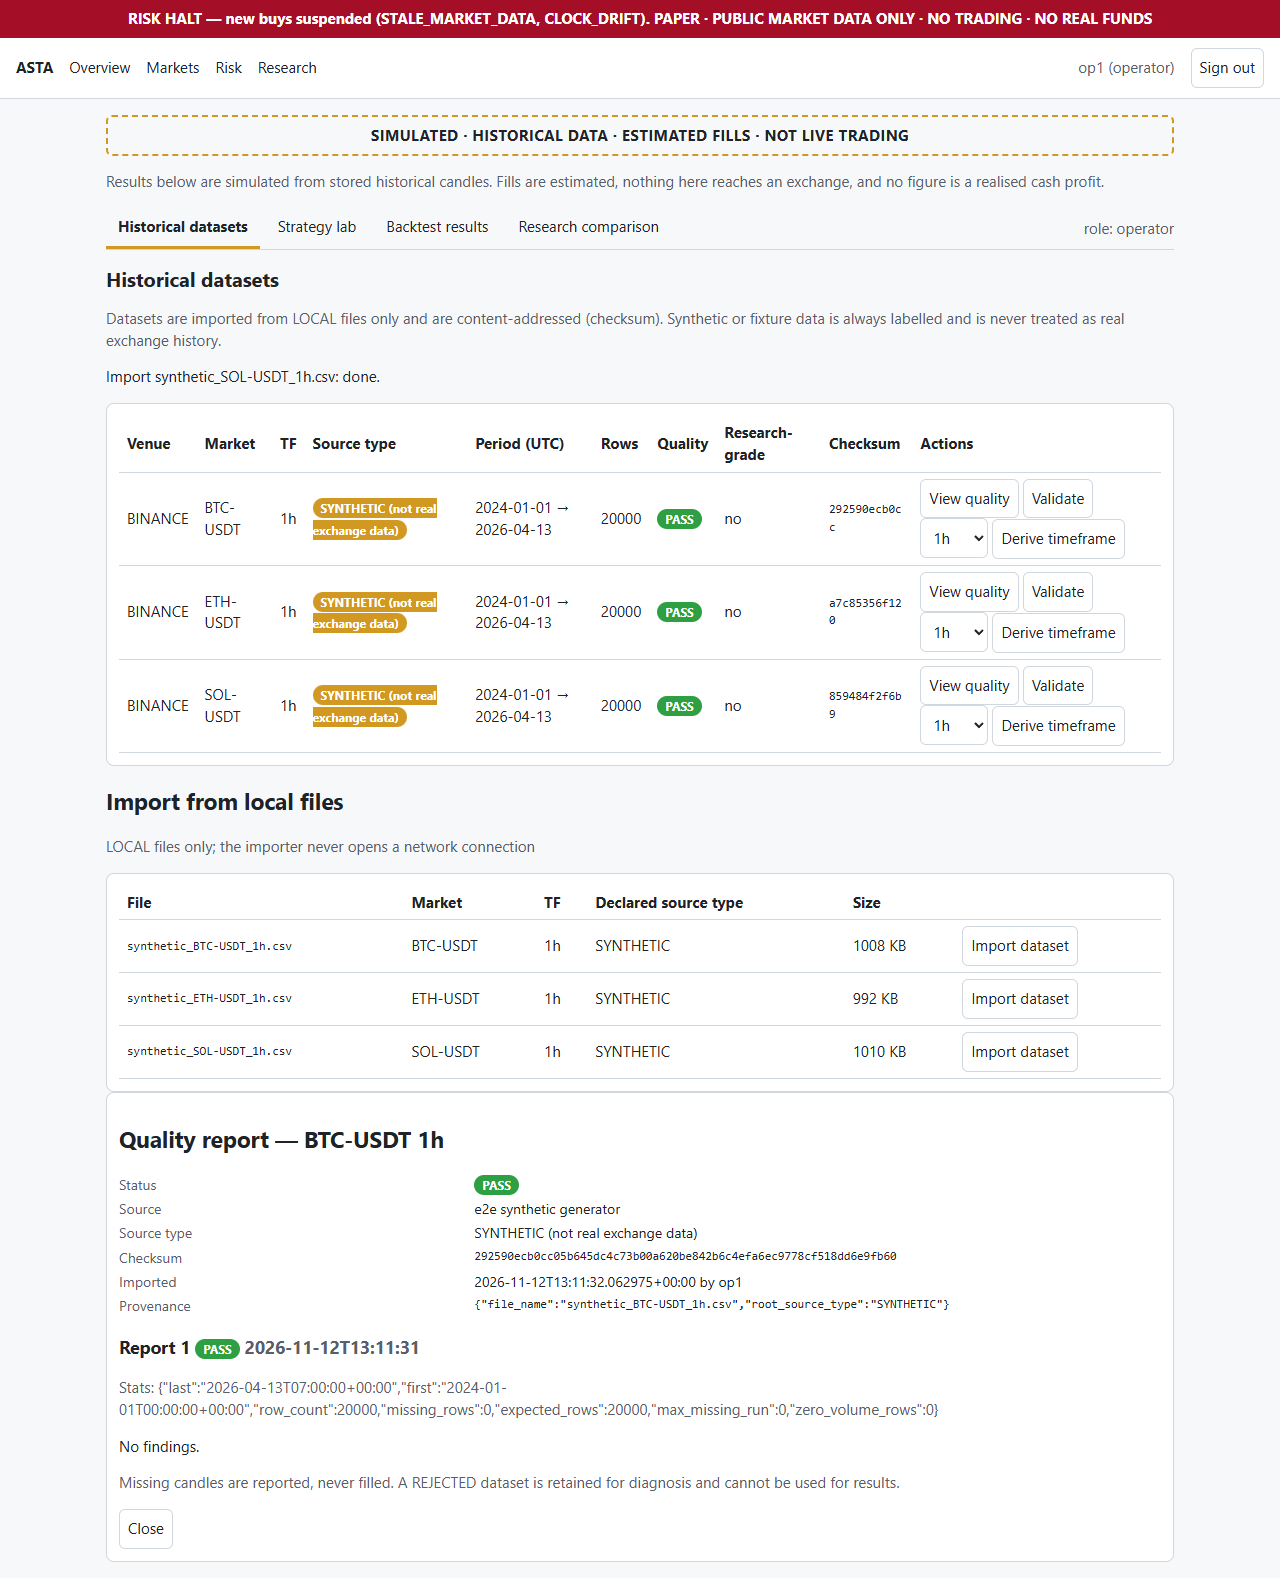 RISK HALT — new buys suspended (STALE_MARKET_DATA, CLOCK_DRIFT). PAPER · PUBLIC MARKET DATA ONLY · NO TRADING · NO REAL FUNDS
ASTA Overview Markets Risk Research op1 (operator) Sign out
SIMULATED · HISTORICAL DATA · ESTIMATED FILLS · NOT LIVE TRADING
Results below are simulated from stored historical candles. Fills are estimated, nothing here reaches an exchange, and no figure is a realised cash profit.
Historical datasets Strategy lab Backtest results Research comparison role: operator
Historical datasets
Datasets are imported from LOCAL files only and are content-addressed (checksum). Synthetic or fixture data is always labelled and is never treated as real
exchange history.
Import synthetic_SOL-USDT_1h.csv: done.
Venue Market TF Source type Period (UTC) Rows Quality Research-
grade Checksum Actions
BINANCE BTC-
USDT 1h SYNTHETIC (not real
exchange data) 2024-01-01 →
2026-04-13 20000 PASS no 292590ecb0c
c View quality Validate
1h Derive timeframe
BINANCE ETH-
USDT 1h SYNTHETIC (not real
exchange data) 2024-01-01 →
2026-04-13 20000 PASS no a7c85356f12
0 View quality Validate
1h Derive timeframe
BINANCE SOL-
USDT 1h SYNTHETIC (not real
exchange data) 2024-01-01 →
2026-04-13 20000 PASS no 859484f2f6b
9 View quality Validate
1h Derive timeframe
Import from local files
LOCAL files only; the importer never opens a network connection
File Market TF Declared source type Size
synthetic_BTC-USDT_1h.csv BTC-USDT 1h SYNTHETIC 1008 KB Import dataset
synthetic_ETH-USDT_1h.csv ETH-USDT 1h SYNTHETIC 992 KB Import dataset
synthetic_SOL-USDT_1h.csv SOL-USDT 1h SYNTHETIC 1010 KB Import dataset
Quality report — BTC-USDT 1h
Status PASS
Source e2e synthetic generator
Source type SYNTHETIC (not real exchange data)
Checksum 292590ecb0cc05b645dc4c73b00a620be842b6c4efa6ec9778cf518dd6e9fb60
Imported 2026-11-12T13:11:32.062975+00:00 by op1
Provenance {"file_name":"synthetic_BTC-USDT_1h.csv","root_source_type":"SYNTHETIC"}
Report 1 PASS 2026-11-12T13:11:31
Stats: {"last":"2026-04-13T07:00:00+00:00","first":"2024-01-
01T00:00:00+00:00","row_count":20000,"missing_rows":0,"expected_rows":20000,"max_missing_run":0,"zero_volume_rows":0}
No findings.
Missing candles are reported, never filled. A REJECTED dataset is retained for diagnosis and cannot be used for results.
Close